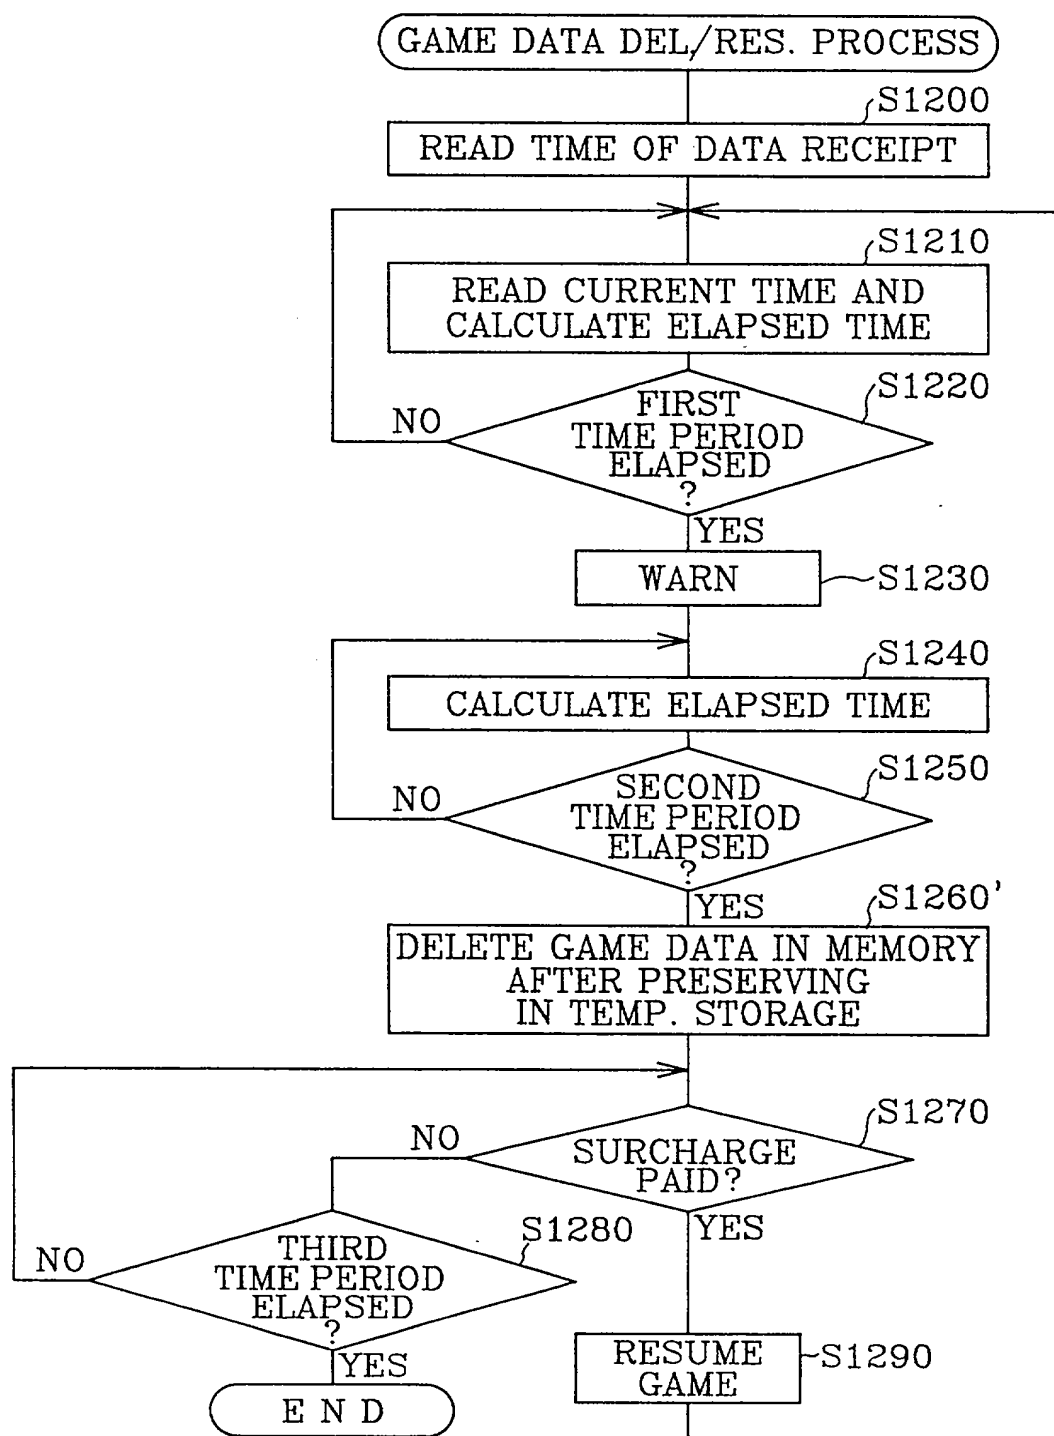 GAME DATA DEL/RES. PROCESS
S1200
READ TIME OF DATA RECEIPT
S1210
READ CURRENT TIME AND
CALCULATE ELAPSED TIME
S1220
FIRST
TIME PERIOD
ELAPSED
?
NO
YES
WARN
S1230
S1240
CALCULATE ELAPSED TIME
S1250
SECOND
TIME PERIOD
ELAPSED
?
NO
YES
S1260'
DELETE GAME DATA IN MEMORY
AFTER PRESERVING
IN TEMP. STORAGE
S1270
NO
SURCHARGE
PAID?
YES
S1280
NO
THIRD
TIME PERIOD
ELAPSED
?
YES
END
RESUME
GAME
S1290